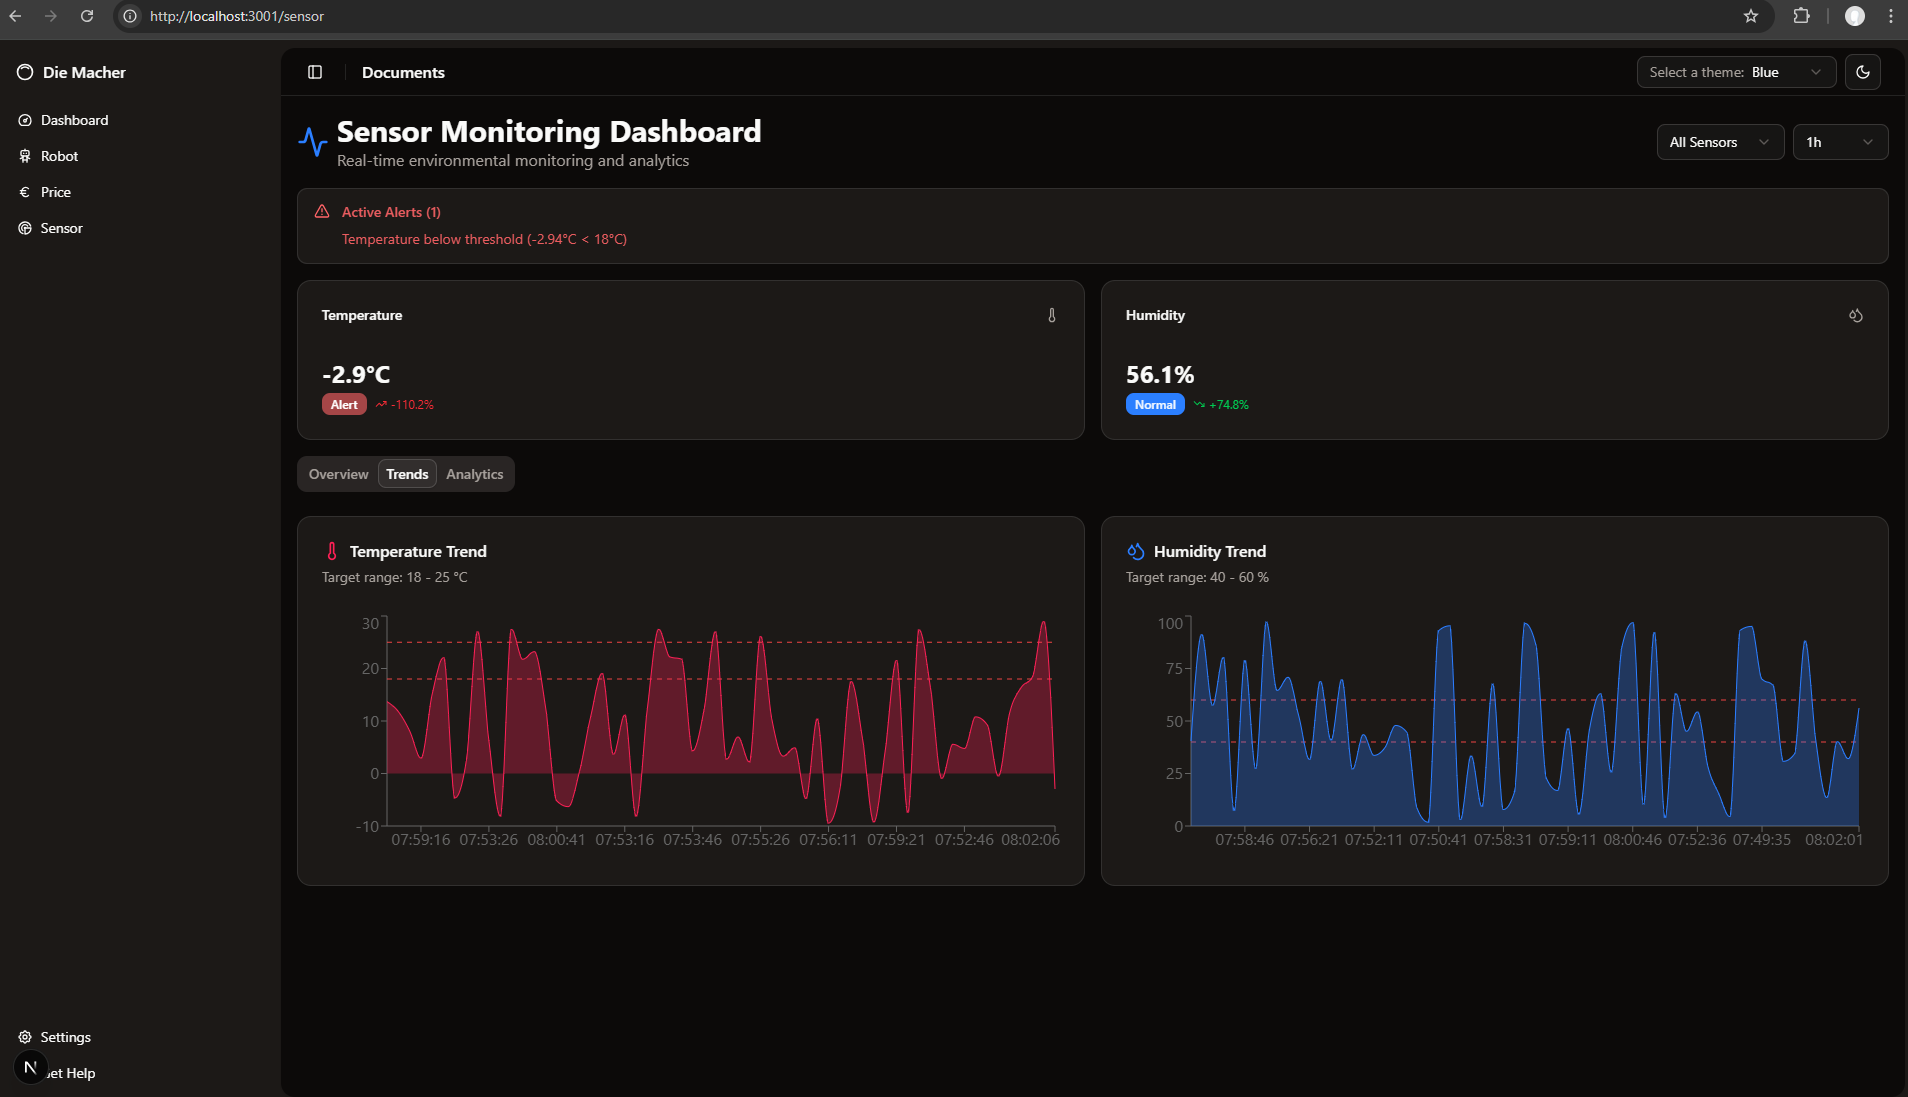 http://localhost:3001/sensor
Die Macher
Dashboard
Robot
Price
Sensor
Settings
et Help
N
Documents
Select a theme: Blue
Sensor Monitoring Dashboard
Real-time environmental monitoring and analytics
All Sensors
1h
Active Alerts (1)
Temperature below threshold (-2.94°C < 18°C)
Temperature
-2.9°C
Alert -110.2%
Humidity
56.1%
Normal +74.8%
Overview Trends Analytics
Temperature Trend
Target range: 18 - 25 °C
30
20
10
0
-10
07:59:16 07:53:26 08:00:41 07:53:16 07:53:46 07:55:26 07:56:11 07:59:21 07:52:46 08:02:06
Humidity Trend
Target range: 40 - 60 %
100
75
50
25
0
07:58:46 07:56:21 07:52:11 07:50:41 07:58:31 07:59:11 08:00:46 07:52:36 07:49:35 08:02:01